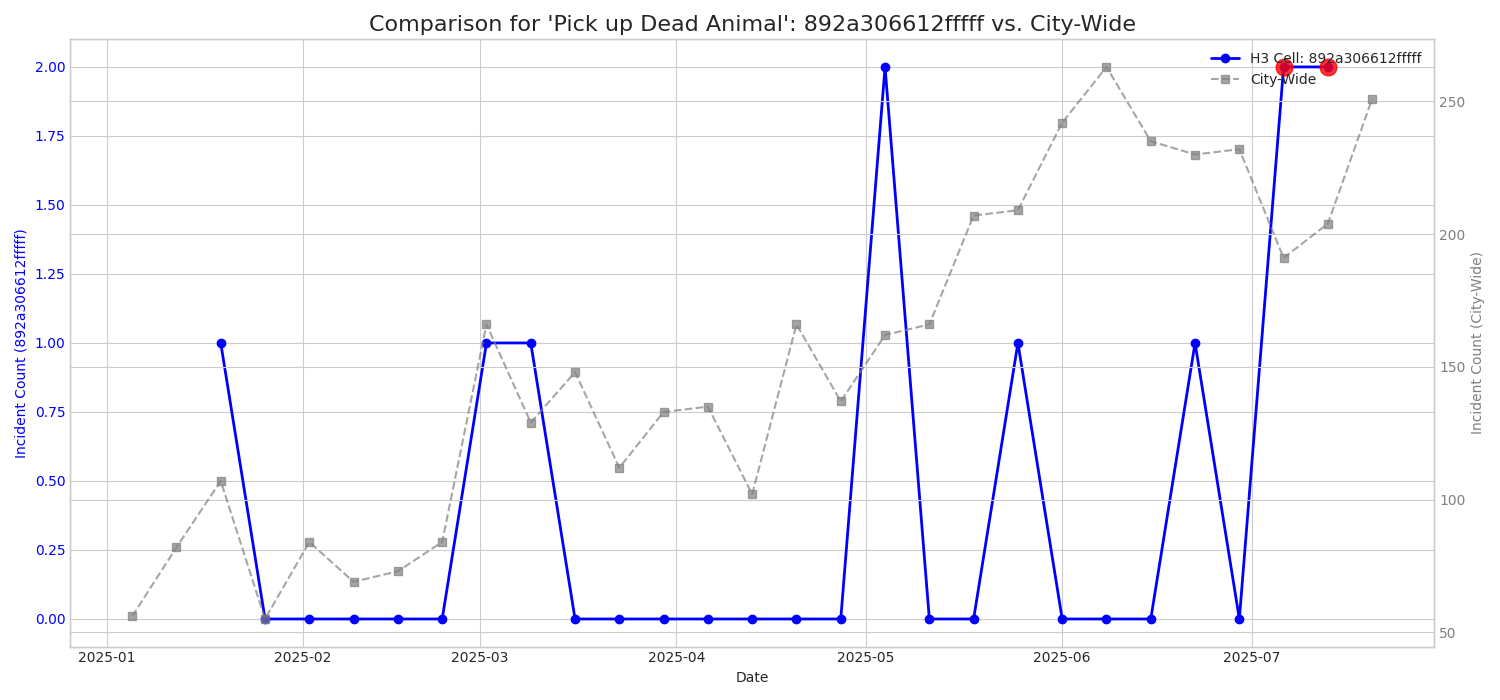 Comparison for 'Pick up Dead Animal': 892a306612fffff vs. City-Wide
H3 Cell: 892a306612fffff
City-Wide
Incident Count (892a306612fffff)
2.00
1.75
1.50
1.25
1.00
0.75
0.50
0.25
0.00
250
200
150
100
50
Incident Count (City-Wide)
2025-01 2025-02 2025-03 2025-04 2025-05 2025-06 2025-07
Date